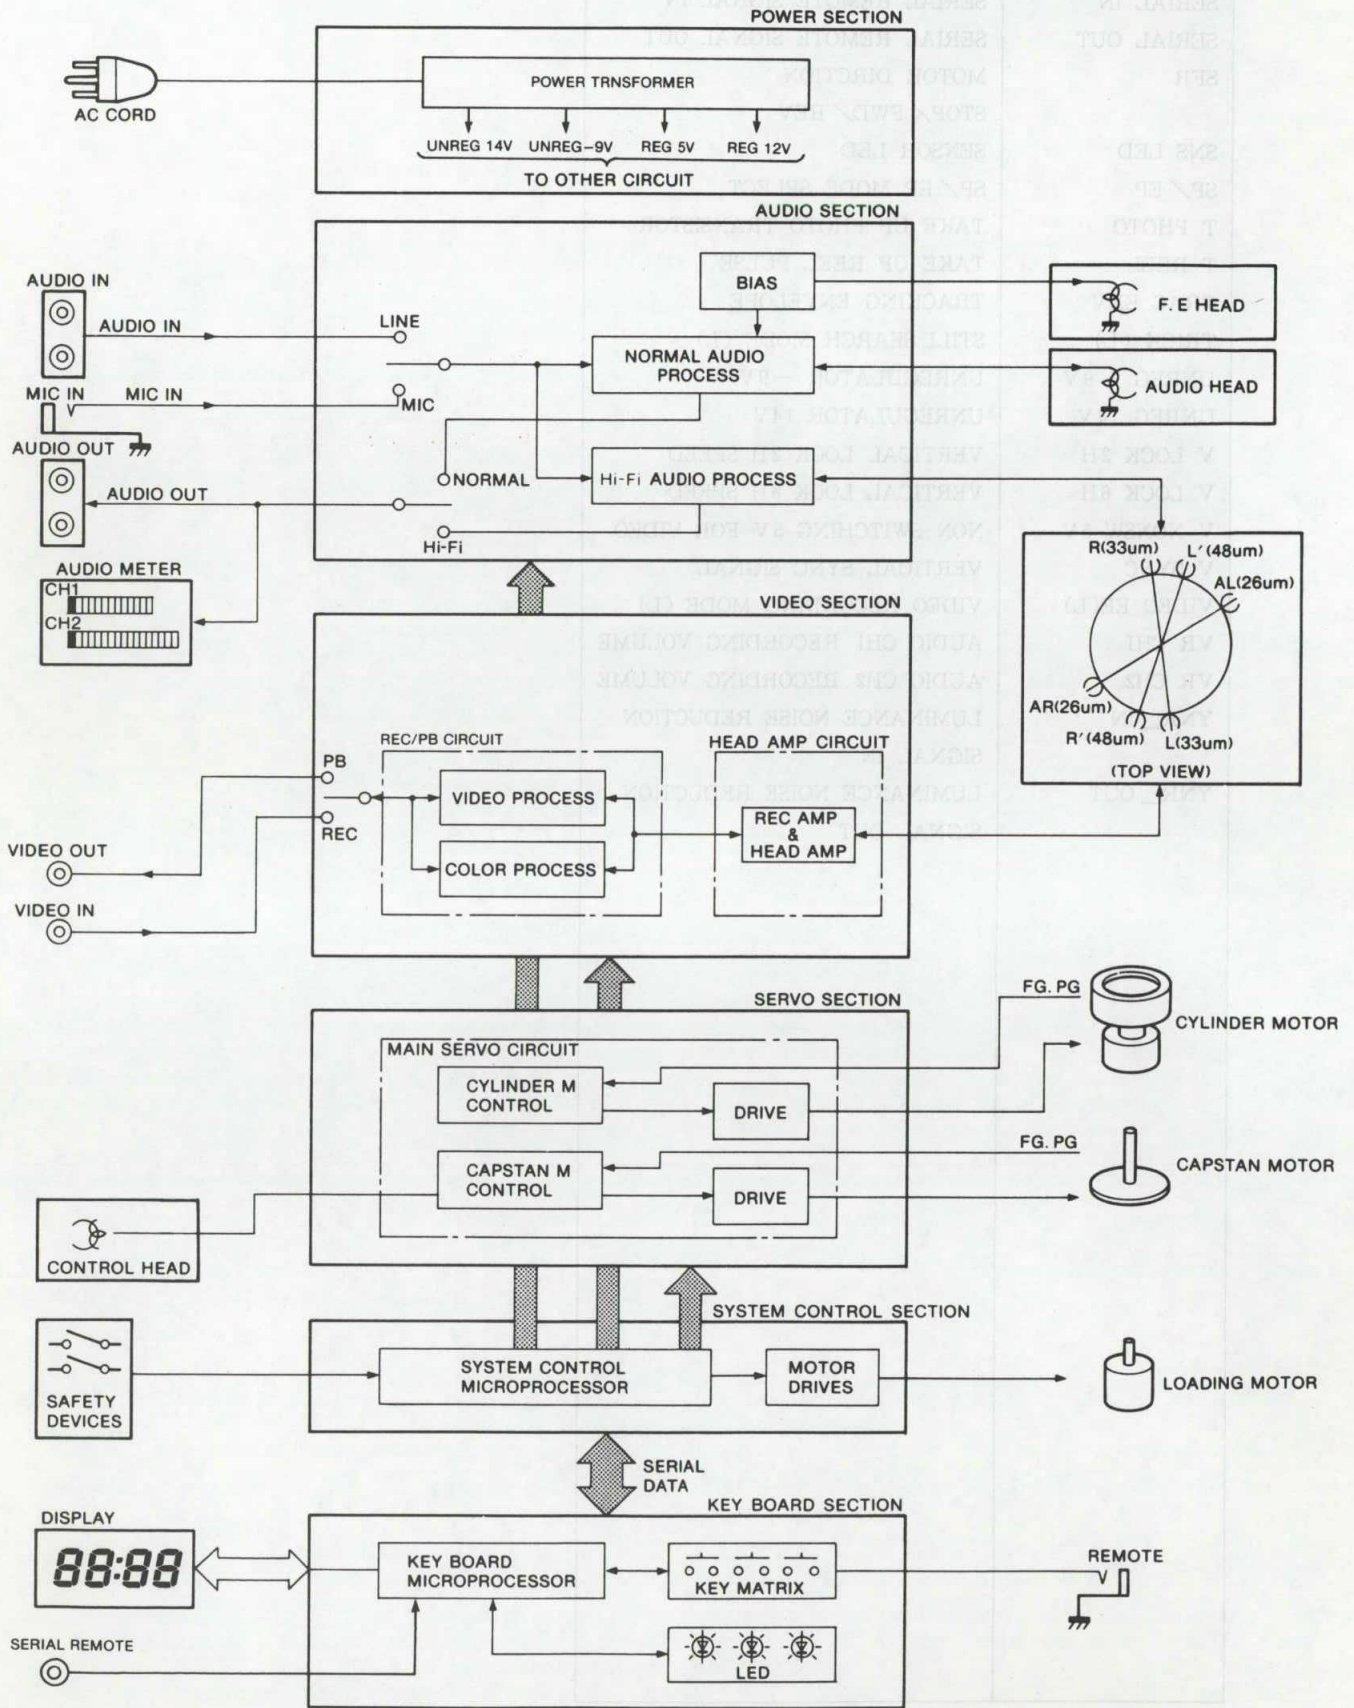 POWER SECTION
AC CORD
POWER TRNSFORMER
UNREG 14V
UNREG-9V
REG 5V
REG 12V
TO OTHER CIRCUIT
AUDIO SECTION
AUDIO IN
AUDIO IN
MIC IN
MIC IN
AUDIO OUT
AUDIO OUT
AUDIO METER
CH1
CH2
LINE
MIC
NORMAL
Hi-Fi
BIAS
NORMAL AUDIO
PROCESS
Hi-Fi AUDIO PROCESS
F. E HEAD
AUDIO HEAD
R(33um)
L′(48um)
AL(26um)
AR(26um)
R′(48um)
L(33um)
(TOP VIEW)
VIDEO SECTION
REC/PB CIRCUIT
HEAD AMP CIRCUIT
PB
REC
VIDEO PROCESS
COLOR PROCESS
REC AMP
&
HEAD AMP
VIDEO OUT
VIDEO IN
SERVO SECTION
MAIN SERVO CIRCUIT
CYLINDER M
CONTROL
DRIVE
FG. PG
CYLINDER MOTOR
CAPSTAN M
CONTROL
DRIVE
FG. PG
CAPSTAN MOTOR
CONTROL HEAD
SYSTEM CONTROL SECTION
SYSTEM CONTROL
MICROPROCESSOR
MOTOR
DRIVES
LOADING MOTOR
SAFETY
DEVICES
SERIAL
DATA
KEY BOARD SECTION
DISPLAY
88:88
KEY BOARD
MICROPROCESSOR
KEY MATRIX
LED
REMOTE
SERIAL REMOTE